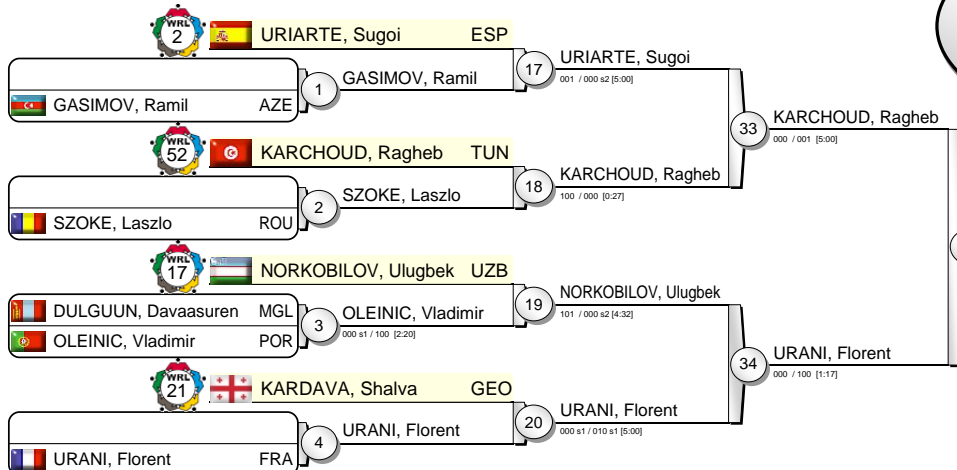 WRL
2
URIARTE, Sugoi ESP
17
URIARTE, Sugoi
001 / 000 s2 [5:00]
1
GASIMOV, Ramil
GASIMOV, Ramil AZE
33
KARCHOUD, Ragheb
000 / 001 [5:00]
WRL
52
KARCHOUD, Ragheb TUN
18
KARCHOUD, Ragheb
100 / 000 [0:27]
2
SZOKE, Laszlo
SZOKE, Laszlo ROU
WRL
17
NORKOBILOV, Ulugbek UZB
19
NORKOBILOV, Ulugbek
101 / 000 s2 [4:32]
DULGUUN, Davaasuren MGL
3
OLEINIC, Vladimir
000 s1 / 100 [2:20]
OLEINIC, Vladimir POR
34
URANI, Florent
000 / 100 [1:17]
WRL
21
KARDAVA, Shalva GEO
20
URANI, Florent
000 s1 / 010 s1 [5:00]
4
URANI, Florent
URANI, Florent FRA